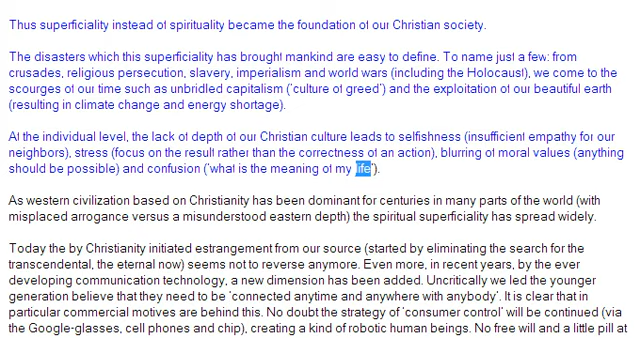 Thus superficiality instead of spirituality became the foundation of our Christian society.
The disasters which this superficiality has brought mankind are easy to define. To name just a few: from
crusades, religious persecution, slavery, imperialism and world wars (including the Holocaust), we come to the
scourges of our time such as unbridled capitalism ('culture of greed') and the exploitation of our beautiful earth
(resulting in climate change and energy shortage).
At the individual level, the lack of depth of our Christian culture leads to selfishness (insufficient empathy for our
neighbors), stress (focus on the result rather than the correctness of an action), blurring of moral values (anything
should be possible) and confusion ('what is the meaning of my life').
As western civilization based on Christianity has been dominant for centuries in many parts of the world (with
misplaced arrogance versus a misunderstood eastern depth) the spiritual superficiality has spread widely.
Today the by Christianity initiated estrangement from our source (started by eliminating the search for the
transcendental, the eternal now) seems not to reverse anymore. Even more, in recent years, by the ever
developing communication technology, a new dimension has been added. Uncritically we led the younger
generation believe that they need to be 'connected anytime and anywhere with anybody'. It is clear that in
particular commercial motives are behind this. No doubt the strategy of 'consumer control' will be continued (via
the Google-glasses, cell phones and chip), creating a kind of robotic human beings. No free will and a little pill at